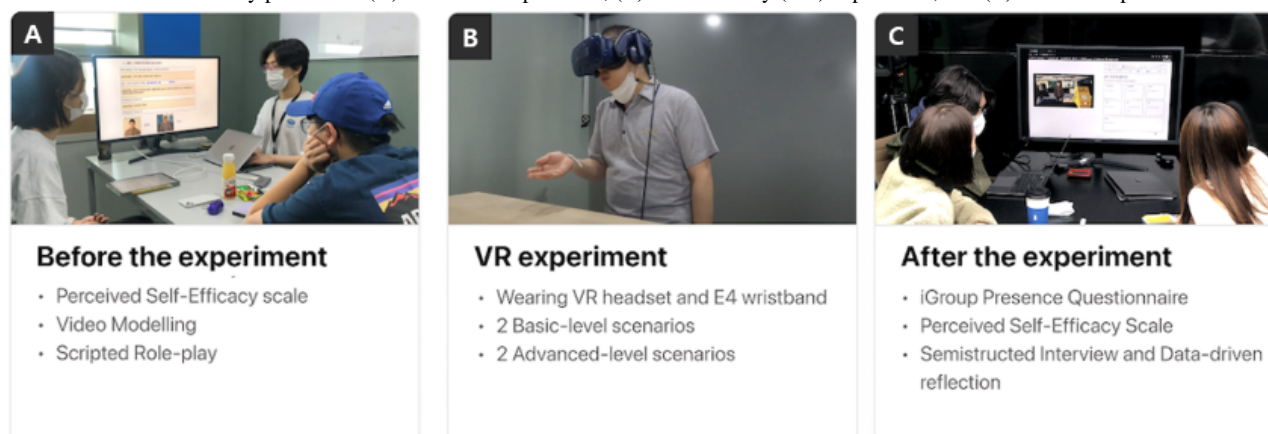 A
B
C
Before the experiment
• Perceived Self-Efficacy scale
• Video Modelling
• Scripted Role-play
VR experiment
• Wearing VR headset and E4 wristband
• 2 Basic-level scenarios
• 2 Advanced-level scenarios
After the experiment
• iGroup Presence Questionnaire
• Perceived Self-Efficacy Scale
• Semistructed Interview and Data-driven
reflection